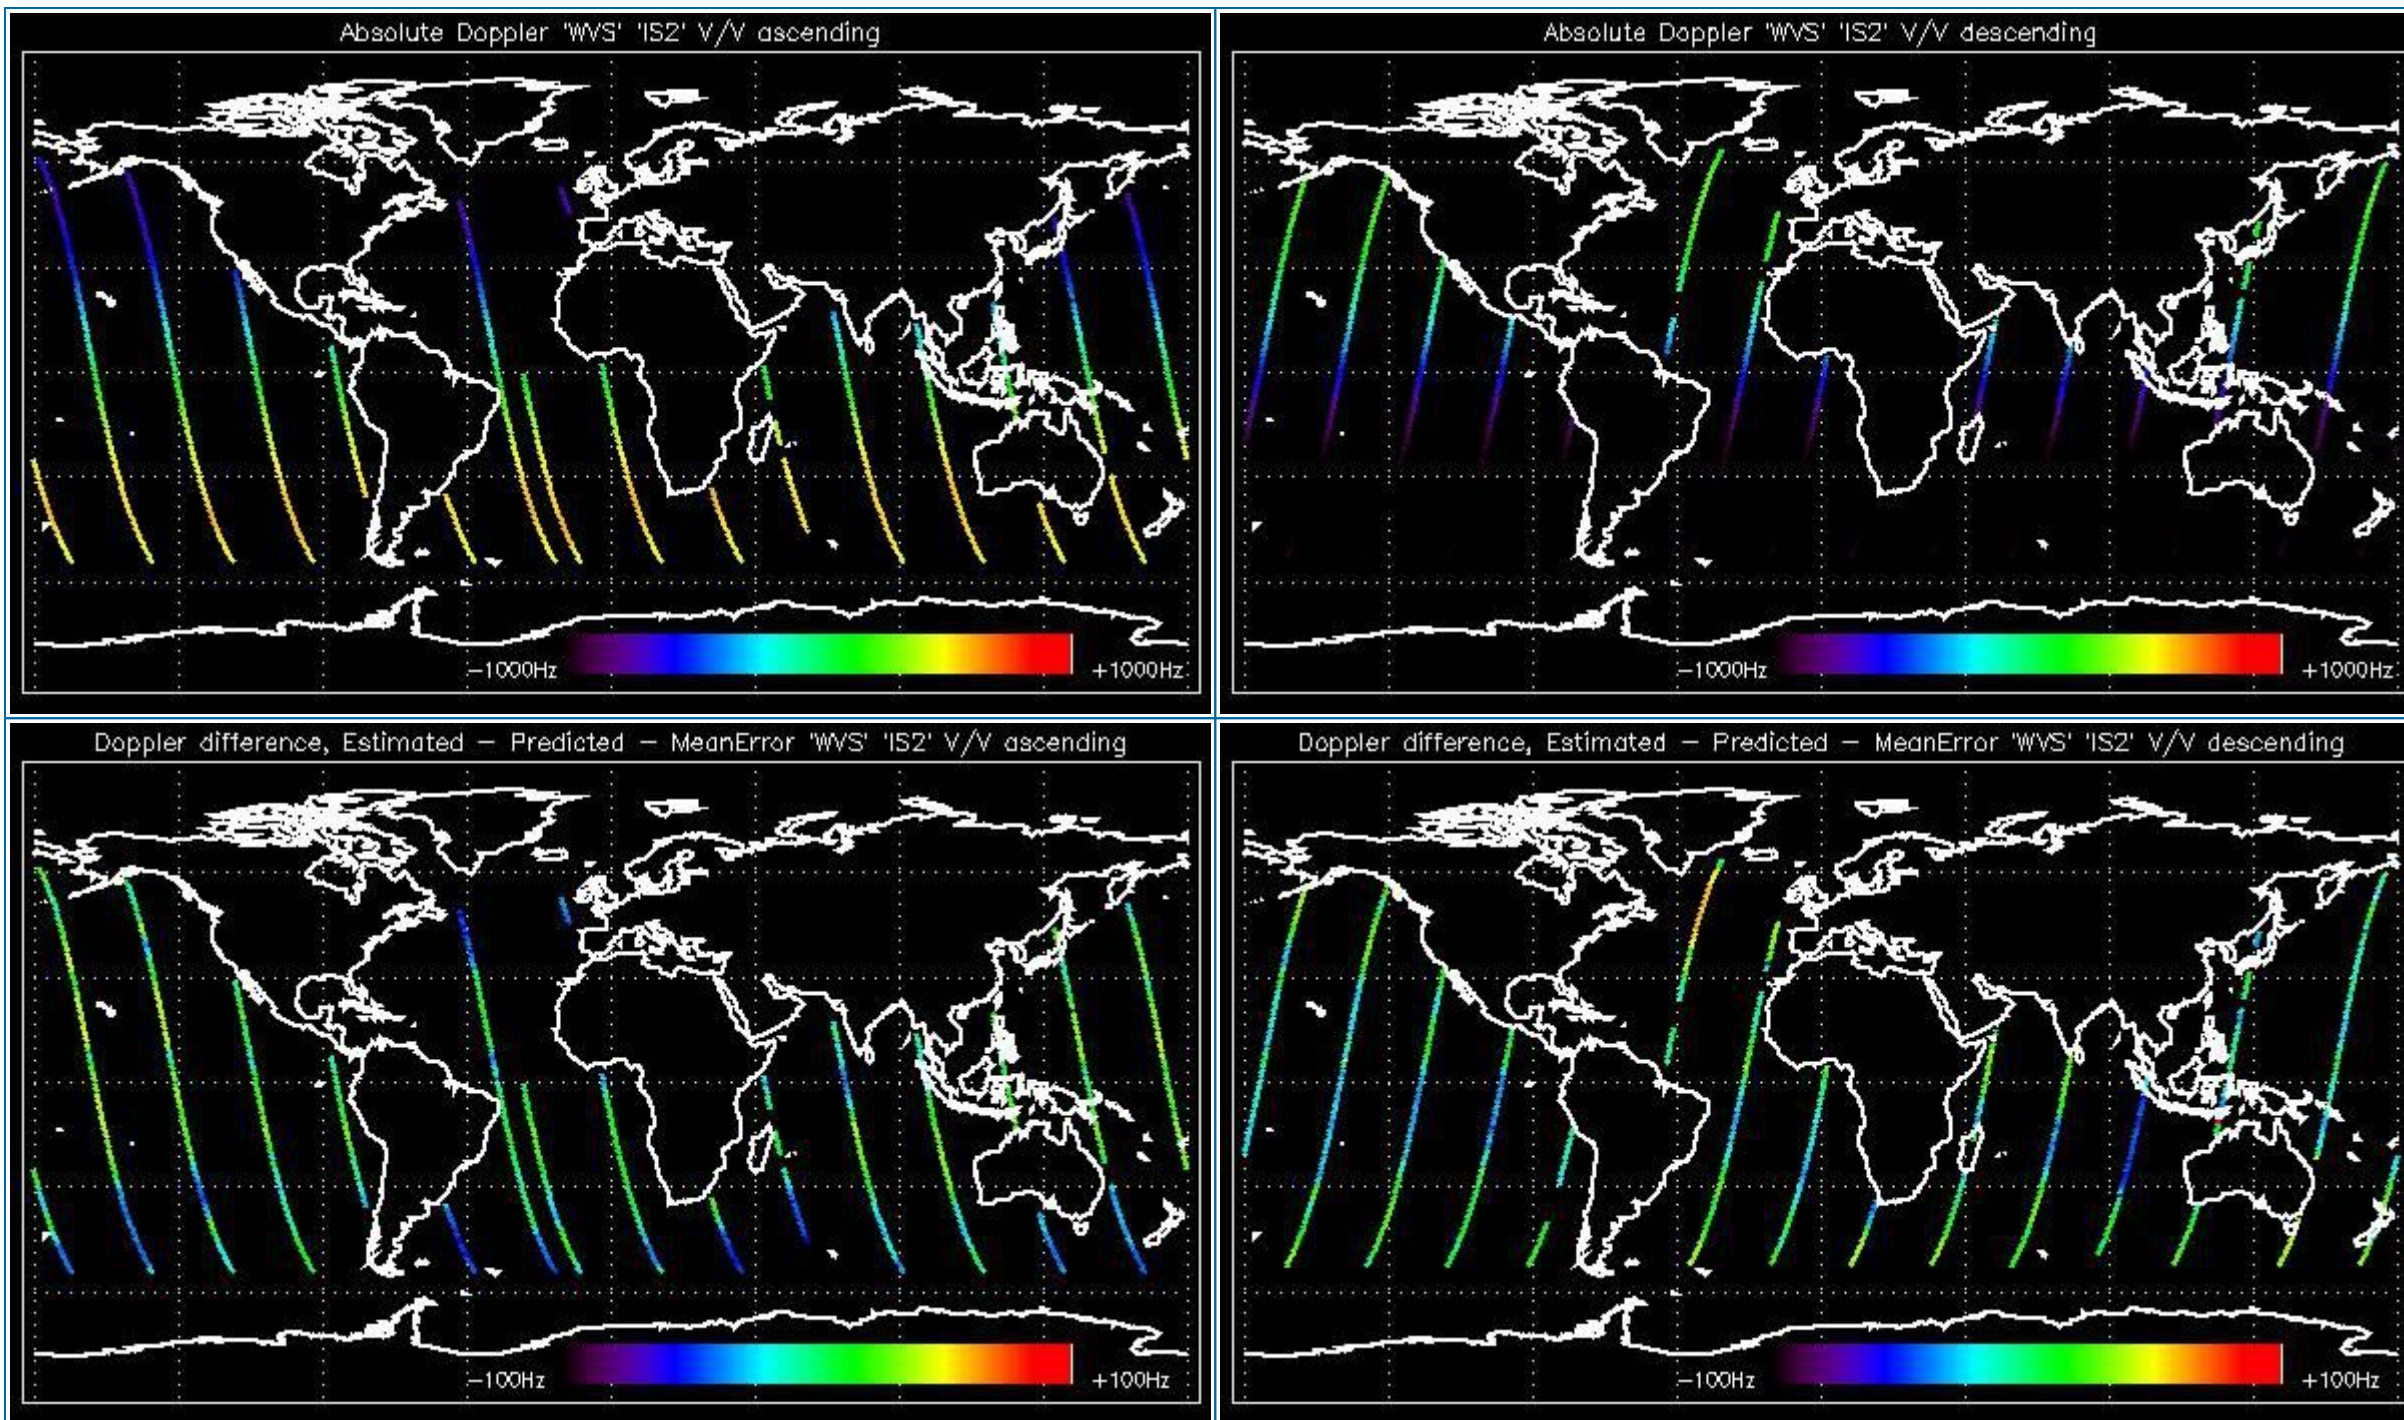 Absolute Doppler 'WVS' 'IS2' V/V ascending
-1000Hz
+1000Hz
Absolute Doppler 'WVS' 'IS2' V/V descending
-1000Hz
+1000Hz
Doppler difference, Estimated - Predicted - MeanError 'WVS' 'IS2' V/V ascending
-100Hz
+100Hz
Doppler difference, Estimated - Predicted - MeanError 'WVS' 'IS2' V/V descending
-100Hz
+100Hz